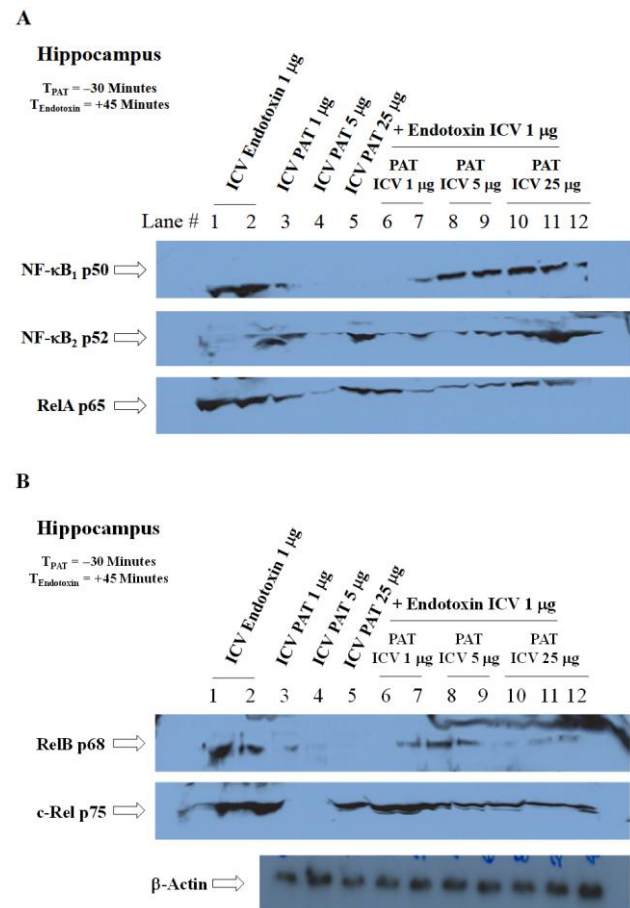 A
Hippocampus
T_PAT = –30 Minutes
T_Endotoxin = +45 Minutes
ICV Endotoxin 1 μg
ICV PAT 1 μg
ICV PAT 5 μg
ICV PAT 25 μg
+ Endotoxin ICV 1 μg
PAT PAT PAT
ICV 1 μg ICV 5 μg ICV 25 μg
Lane # 1 2 3 4 5 6 7 8 9 10 11 12
NF-κB₁ p50
NF-κB₂ p52
RelA p65
B
Hippocampus
T_PAT = –30 Minutes
T_Endotoxin = +45 Minutes
ICV Endotoxin 1 μg
ICV PAT 1 μg
ICV PAT 5 μg
ICV PAT 25 μg
+ Endotoxin ICV 1 μg
PAT PAT PAT
ICV 1 μg ICV 5 μg ICV 25 μg
1 2 3 4 5 6 7 8 9 10 11 12
RelB p68
c-Rel p75
β-Actin